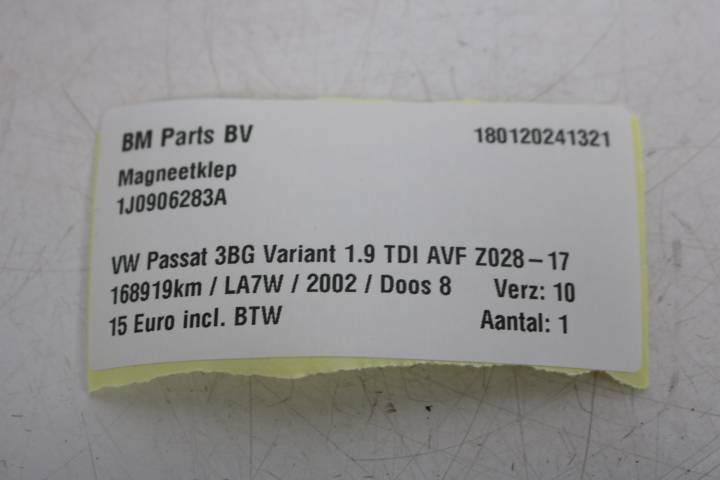 BM Parts BV 180120241321
Magneetklep
1J0906283A
VW Passat 3BG Variant 1.9 TDI AVF Z028-17
168919km / LA7W / 2002 / Doos 8 Verz: 10
15 Euro incl. BTW Aantal: 1